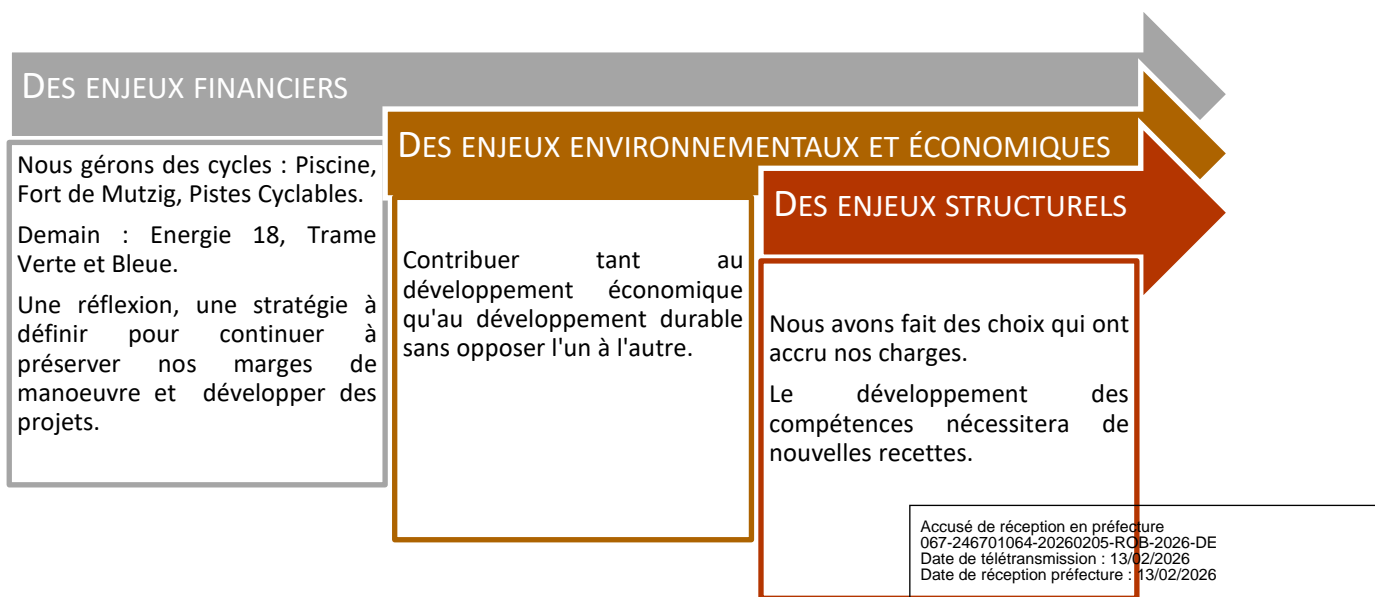 DES ENJEUX FINANCIERS
Nous gérons des cycles : Piscine,
Fort de Mutzig, Pistes Cyclables.
Demain : Energie 18, Trame
Verte et Bleue.
Une réflexion, une stratégie à
définir pour continuer à
préserver nos marges de
manoeuvre et développer des
projets.
DES ENJEUX ENVIRONNEMENTAUX ET ÉCONOMIQUES
Contribuer tant au
développement économique
qu'au développement durable
sans opposer l'un à l'autre.
DES ENJEUX STRUCTURELS
Nous avons fait des choix qui ont
accru nos charges.
Le développement des
compétences nécessitera de
nouvelles recettes.
Accusé de réception en préfecture
067-246701064-20260205-ROB-2026-DE
Date de télétransmission : 13/02/2026
Date de réception préfecture : 13/02/2026